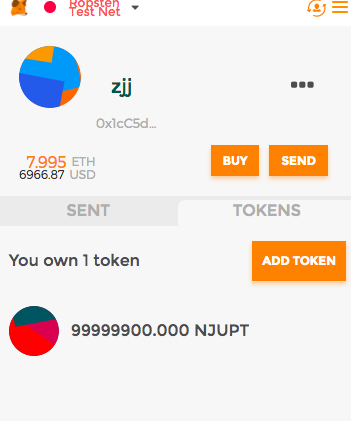 Ropsten
Test Net
zjj
0x1cC5d...
7.995 ETH
6966.87 USD
BUY
SEND
SENT
TOKENS
You own 1 token
ADD TOKEN
99999900.000 NJUPT